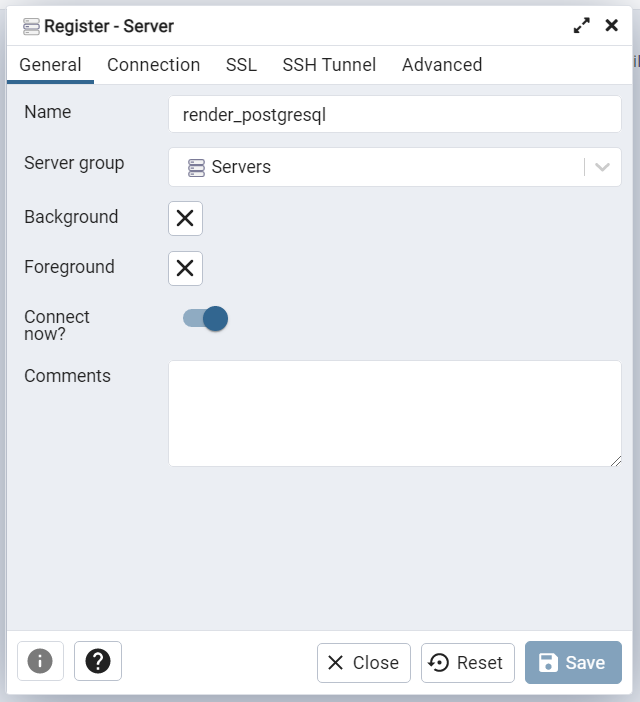 Register - Server
General Connection SSL SSH Tunnel Advanced
Name render_postgresql
Server group Servers
Background
Foreground
Connect
now?
Comments
Close Reset Save